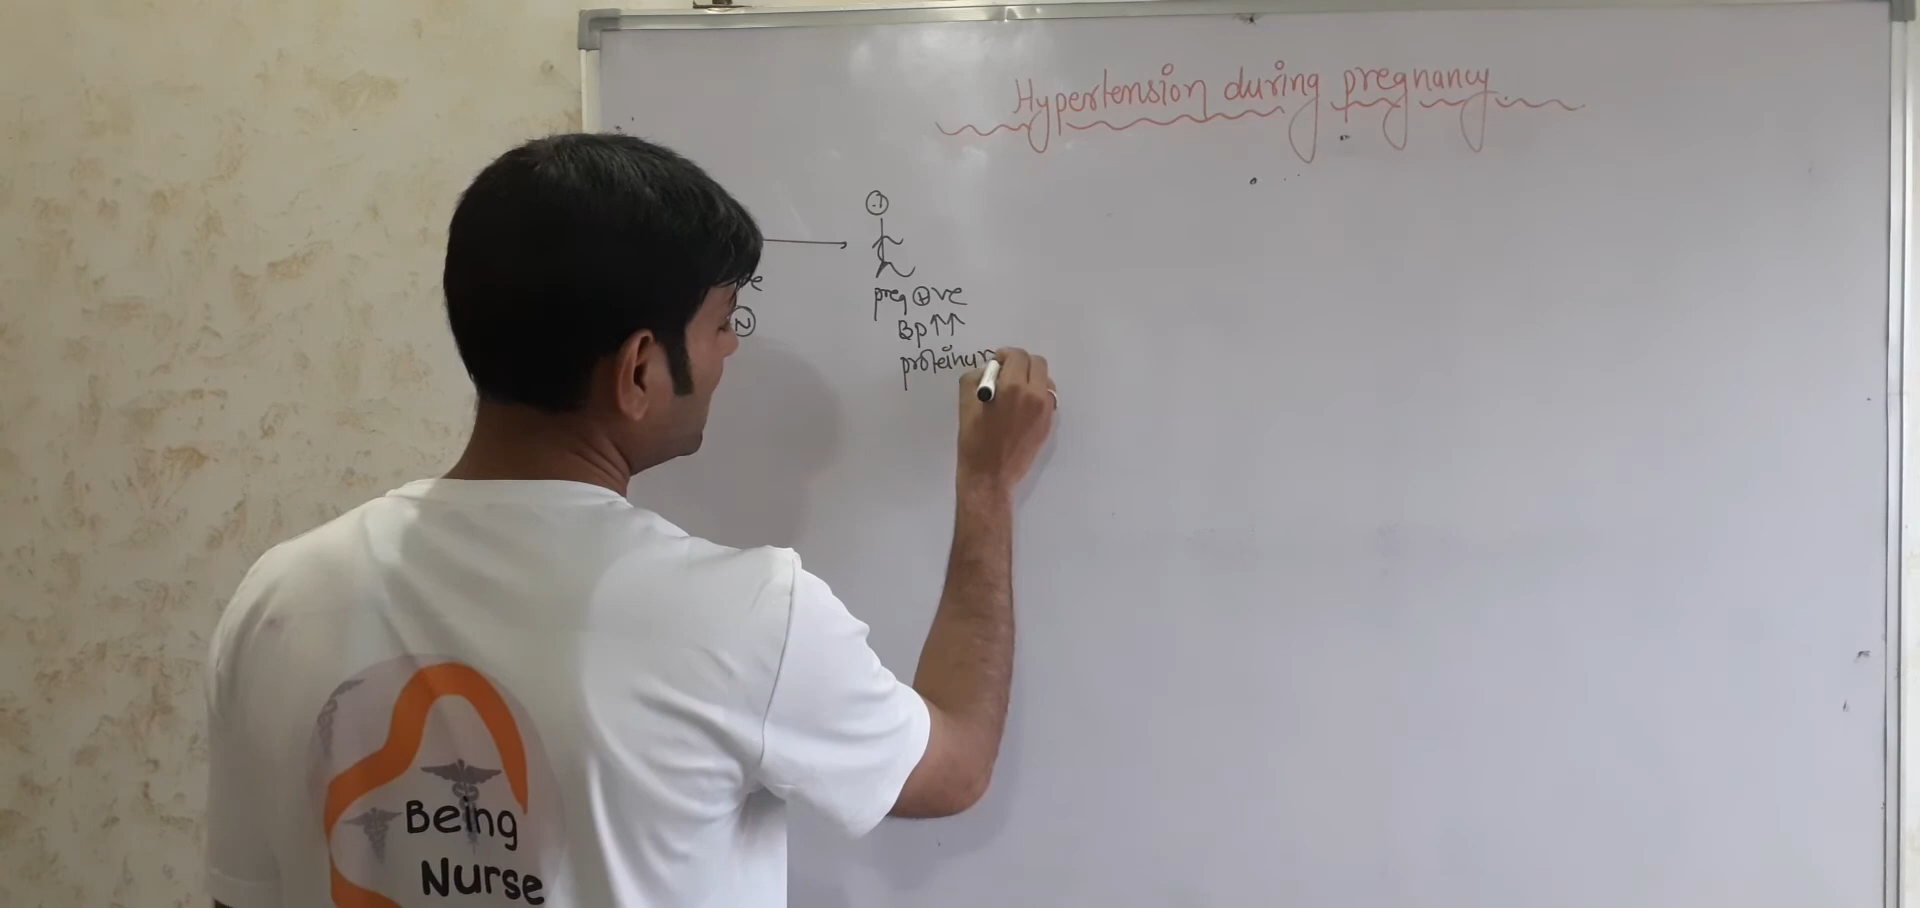 Hypertension during pregnancy
preg ⊕ve
Bp↑↑
proteinur
Ⓝ
Being
Nurse